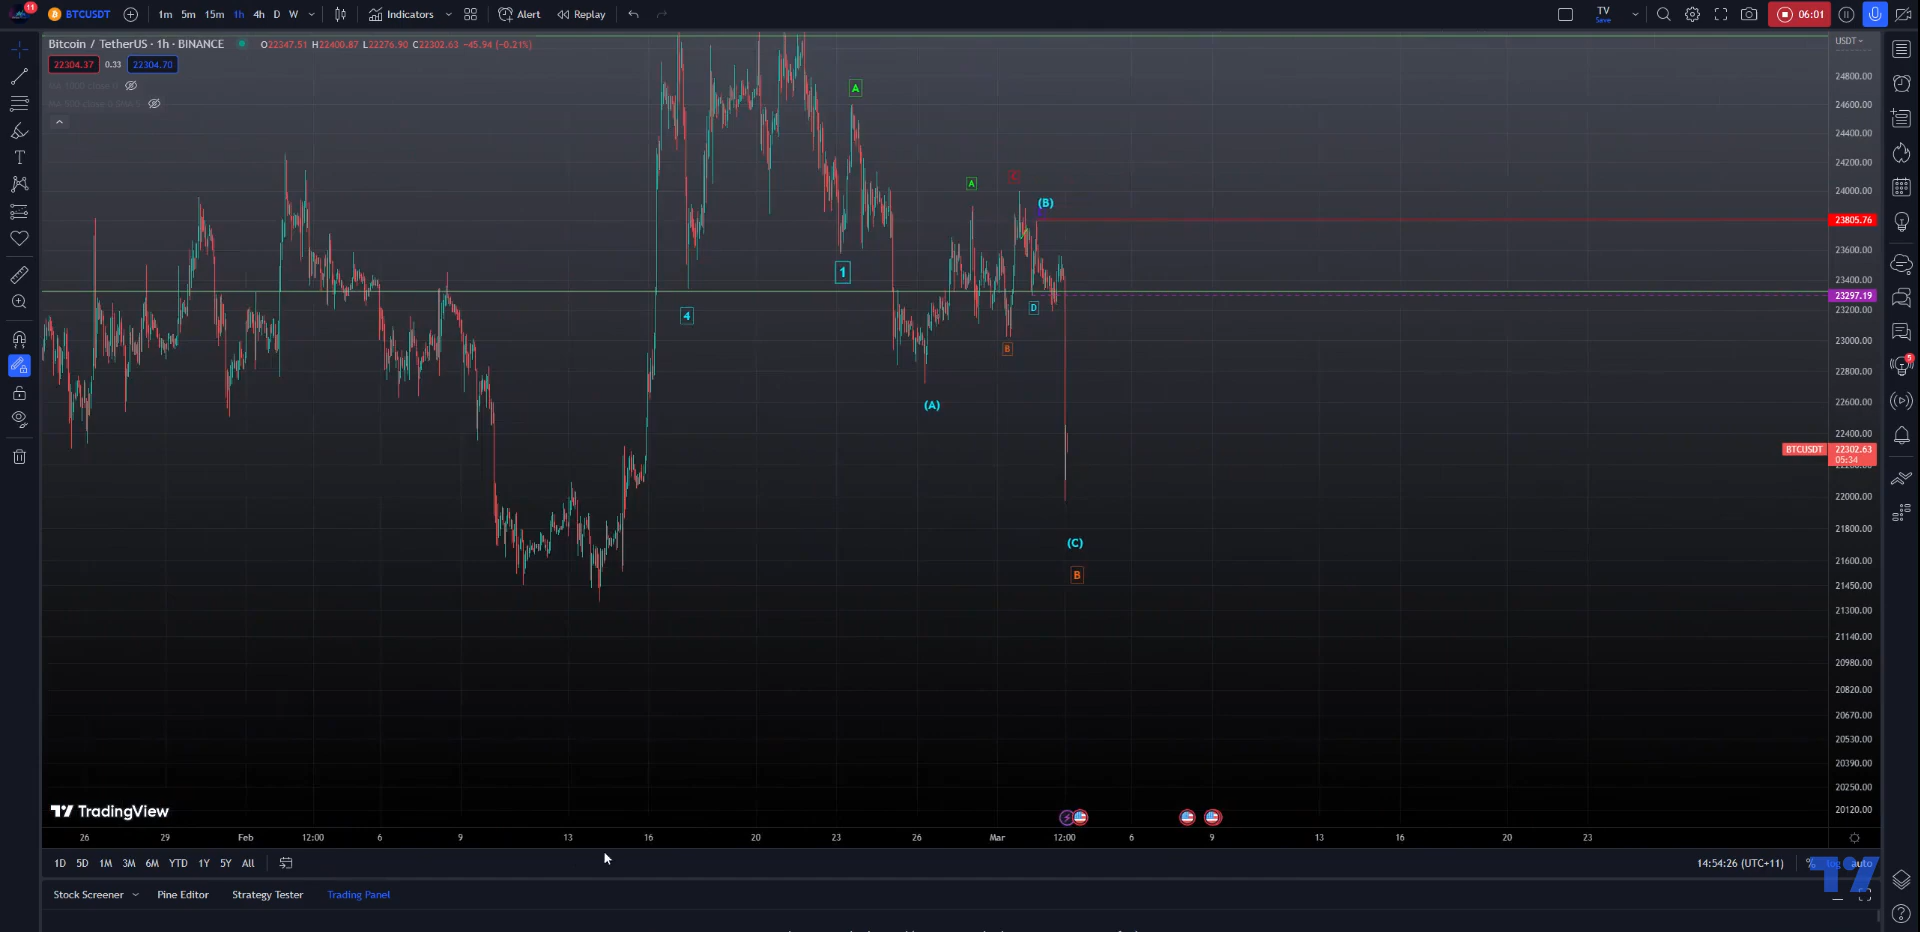 11
BTCUSDT 1m 5m 15m 1h 4h D W Indicators Alert Replay TV Save 06:01
Bitcoin / TetherUS · 1h · BINANCE O22347.51 H22400.87 L22276.90 C22302.63 -45.94 (-0.21%)
22304.37 0.33 22304.70
USDT
24800.00
24600.00
24400.00
24200.00
24000.00
23805.76
23600.00
23400.00
23297.19
23200.00
23000.00
22800.00
22600.00
22400.00
BTCUSDT 22302.63
05:34
22000.00
21800.00
21600.00
21450.00
21300.00
21140.00
20980.00
20820.00
20670.00
20530.00
20390.00
20250.00
20120.00
A
A
C
(B)
1
4
D
B
(A)
(C)
B
5
TradingView
26 29 Feb 12:00 6 9 13 16 20 23 26 Mar 12:00 6 9 13 16 20 23
1D 5D 1M 3M 6M YTD 1Y 5Y All 14:54:26 (UTC+11) % log auto
Stock Screener Pine Editor Strategy Tester Trading Panel